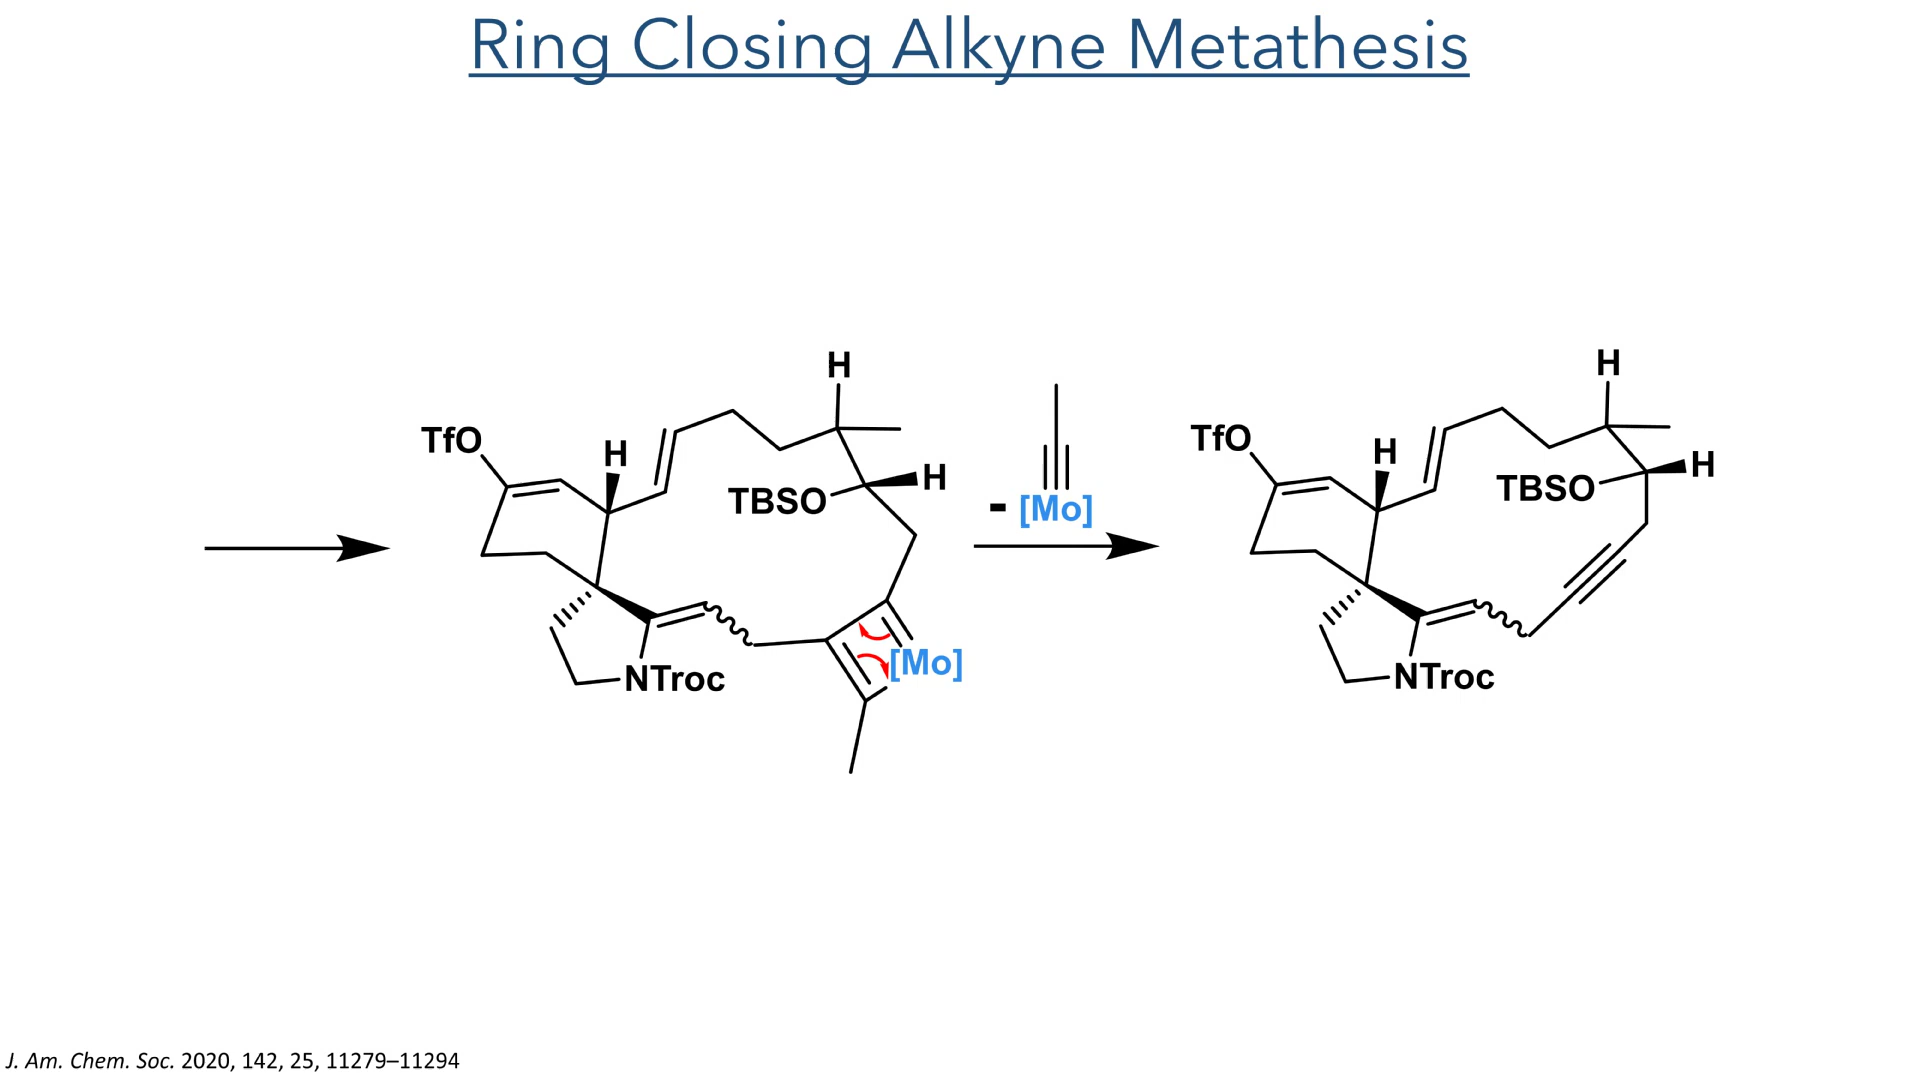 Ring Closing Alkyne Metathesis
H
TfO
H
TBSO
H
NTroc
[Mo]
- [Mo]
H
TfO
H
TBSO
H
NTroc
J. Am. Chem. Soc. 2020, 142, 25, 11279–11294